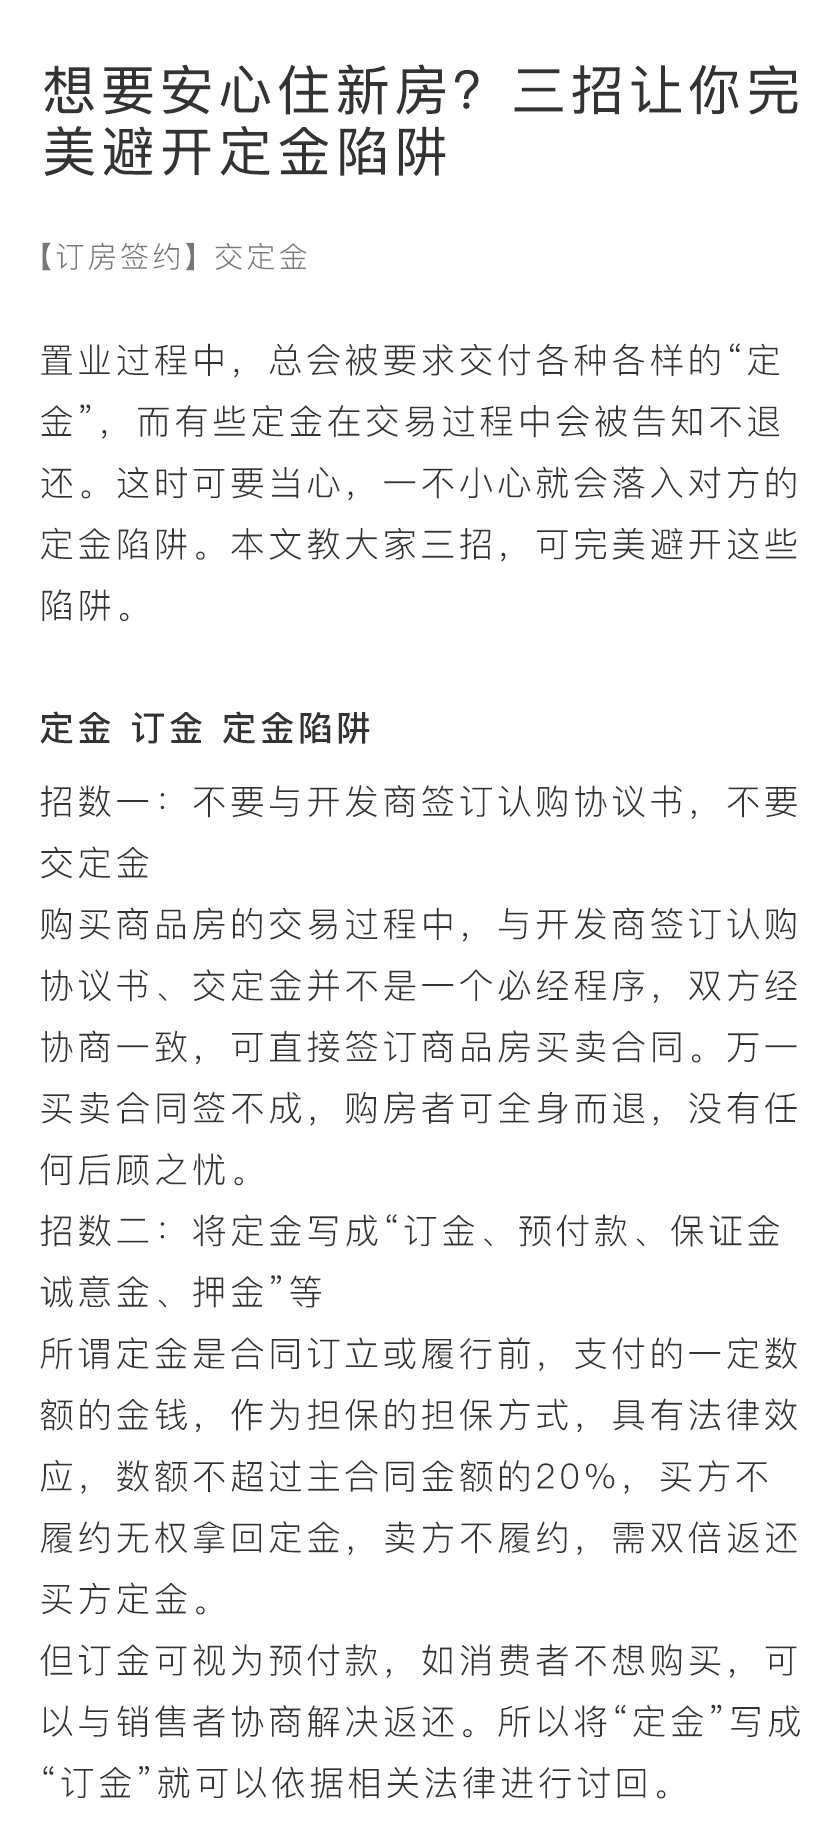 想要安心住新房？三招让你完
美避开定金陷阱
【订房签约】交定金
置业过程中，总会被要求交付各种各样的“定
金”，而有些定金在交易过程中会被告知不退
还。这时可要当心，一不小心就会落入对方的
定金陷阱。本文教大家三招，可完美避开这些
陷阱。
定金 订金 定金陷阱
招数一：不要与开发商签订认购协议书，不要
交定金
购买商品房的交易过程中，与开发商签订认购
协议书、交定金并不是一个必经程序，双方经
协商一致，可直接签订商品房买卖合同。万一
买卖合同签不成，购房者可全身而退，没有任
何后顾之忧。
招数二：将定金写成“订金、预付款、保证金
诚意金、押金”等
所谓定金是合同订立或履行前，支付的一定数
额的金钱，作为担保的担保方式，具有法律效
应，数额不超过主合同金额的20%，买方不
履约无权拿回定金，卖方不履约，需双倍返还
买方定金。
但订金可视为预付款，如消费者不想购买，可
以与销售者协商解决返还。所以将“定金”写成
“订金”就可以依据相关法律进行讨回。